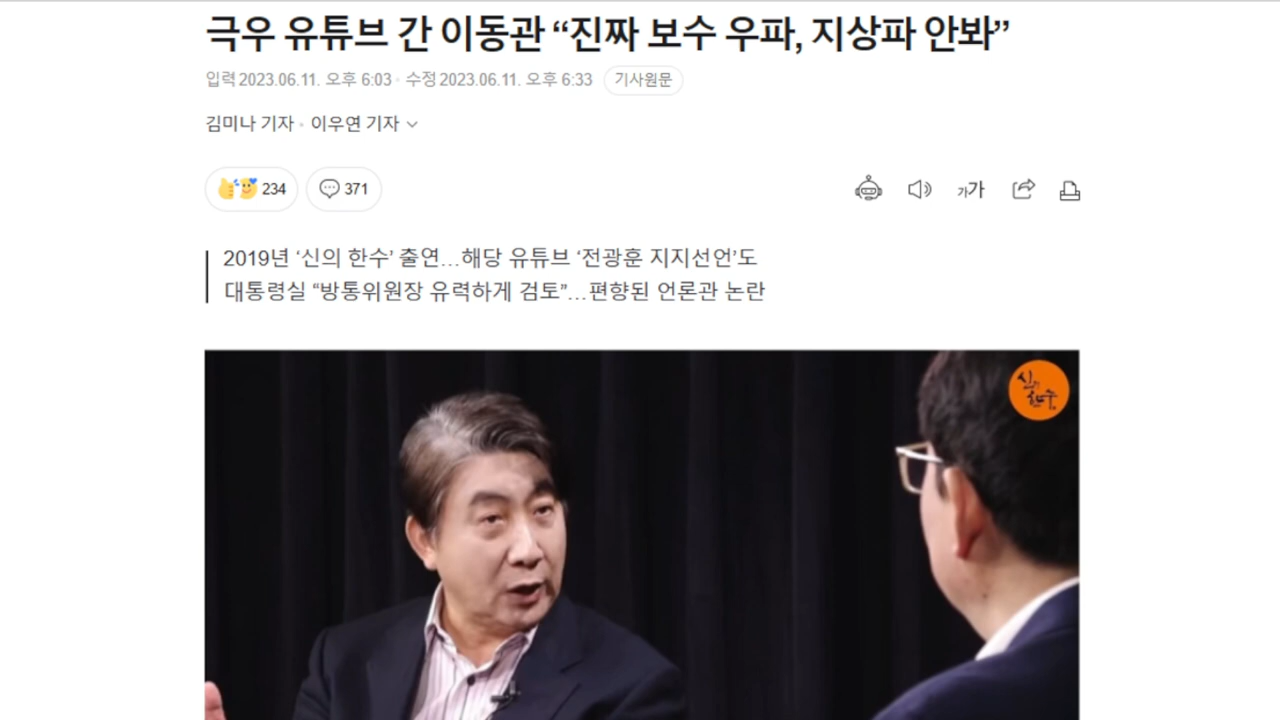 극우 유튜브 간 이동관 “진짜 보수 우파, 지상파 안봐”
입력 2023.06.11. 오후 6:03 · 수정 2023.06.11. 오후 6:33 기사원문
김미나 기자 · 이우연 기자
234 371
가가
2019년 ‘신의 한수’ 출연…해당 유튜브 ‘전광훈 지지선언’도
대통령실 “방통위원장 유력하게 검토”…편향된 언론관 논란
신의
한수